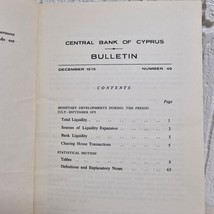 CENTRAL BANK OF CYPRUS
BULLETIN
DECEMBER 1975 NUMBER 49
CONTENTS
Page
MONETARY DEVELOPMENTS DURING THE PERIOD
JULY - SEPTEMBER 1975
Total Liquidity 1
Sources of Liquidity Expansion 3
Bank Liquidity 5
Clearing House Transactions 5
STATISTICAL SECTION
Tables 8
Definitions and Explanatory Notes 63